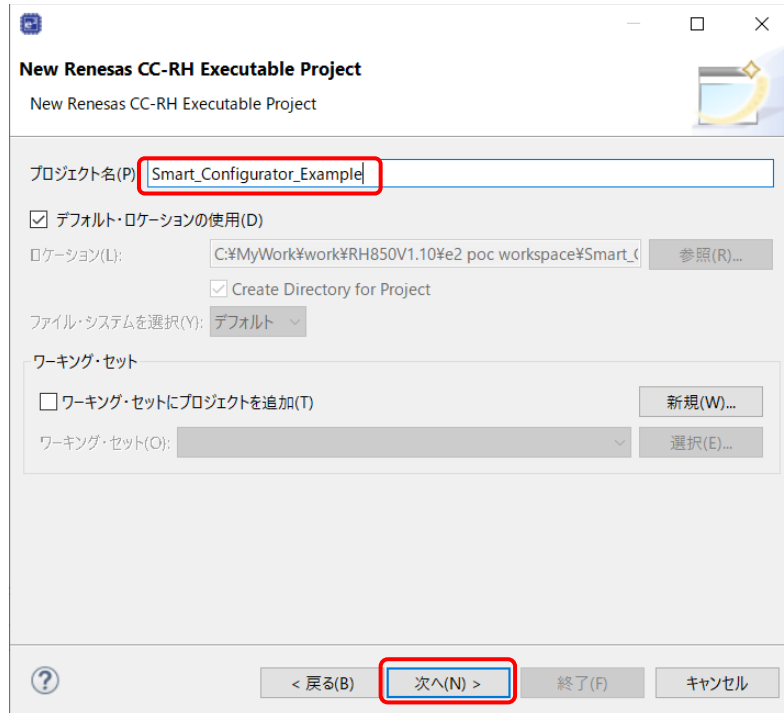 New Renesas CC-RH Executable Project
New Renesas CC-RH Executable Project
プロジェクト名(P) Smart_Configurator_Example
デフォルト・ロケーションの使用(D)
ロケーション(L): C:¥MyWork¥work¥RH850V1.10¥e2 poc workspace¥Smart_C 参照(R)...
Create Directory for Project
ファイル・システムを選択(Y): デフォルト
ワーキング・セット
ワーキング・セットにプロジェクトを追加(T) 新規(W)...
ワーキング・セット(O): 選択(E)...
< 戻る(B) 次へ(N) > 終了(F) キャンセル